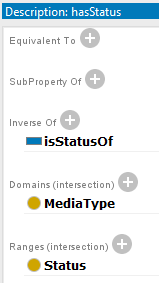 Description: hasStatus
Equivalent To
SubProperty Of
Inverse Of
isStatusOf
Domains (intersection)
MediaType
Ranges (intersection)
Status